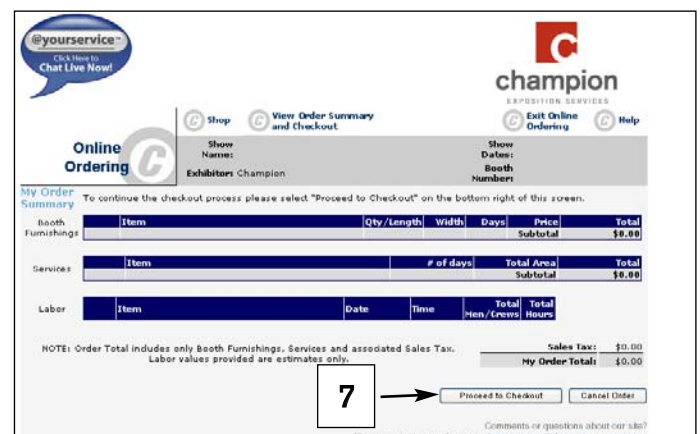 @yourservice™
Click Here to
Chat Live Now!
C
champion
EXPOSITION SERVICES
Shop
View Order Summary
and Checkout
Exit Online
Ordering
Help
Online
Ordering
Show
Name:
Show
Dates:
Exhibitor: Champion
Booth
Number:
My Order
Summary
To continue the checkout process please select "Proceed to Checkout" on the bottom right of this screen.
Booth
Furnishings
Item Qty/Length Width Days Price Total
Subtotal $0.00
Services
Item # of days Total Area Total
Subtotal $0.00
Labor
Item Date Time Total Men/Crews Total Hours
NOTE: Order Total includes only Booth Furnishings, Services and associated Sales Tax.
Labor values provided are estimates only.
Sales Tax: $0.00
My Order Total: $0.00
7
Proceed to Checkout
Cancel Order
Comments or questions about our site?